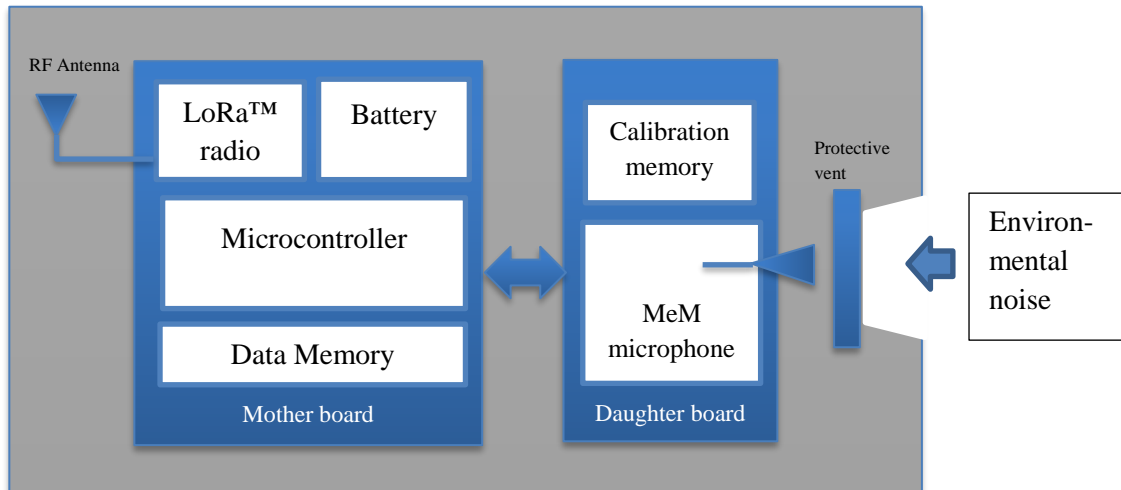 RF Antenna
LoRa™
radio
Battery
Microcontroller
Data Memory
Mother board
Calibration
memory
MeM
microphone
Daughter board
Protective
vent
Environ-
mental
noise